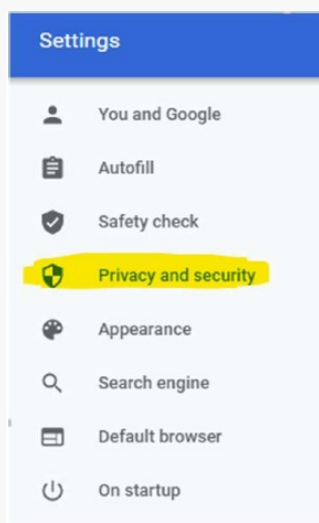 Settings
You and Google
Autofill
Safety check
Privacy and security
Appearance
Search engine
Default browser
On startup